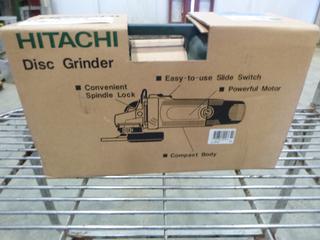 HITACHI
Disc Grinder
■ Easy-to-use Slide Switch
■ Convenient
Spindle Lock
■ Powerful Motor
■ Compact Body